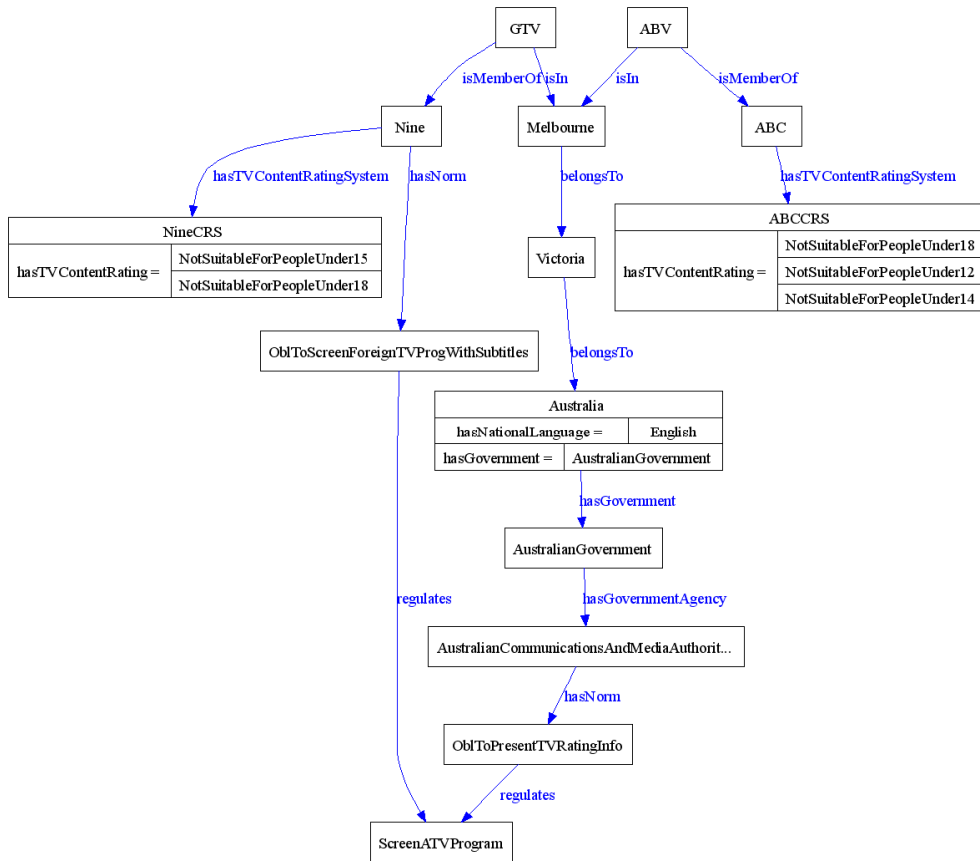 GTV
ABV
isMemberOf
isIn
isIn
isMemberOf
Nine
Melbourne
ABC
hasTVContentRatingSystem
hasNorm
belongsTo
hasTVContentRatingSystem
NineCRS
hasTVContentRating =
NotSuitableForPeopleUnder15
NotSuitableForPeopleUnder18
Victoria
ABCCRS
hasTVContentRating =
NotSuitableForPeopleUnder18
NotSuitableForPeopleUnder12
NotSuitableForPeopleUnder14
OblToScreenForeignTVProgWithSubtitles
belongsTo
Australia
hasNationalLanguage =
English
hasGovernment =
AustralianGovernment
hasGovernment
AustralianGovernment
regulates
hasGovernmentAgency
AustralianCommunicationsAndMediaAuthorit...
hasNorm
OblToPresentTVRatingInfo
regulates
ScreenATVProgram